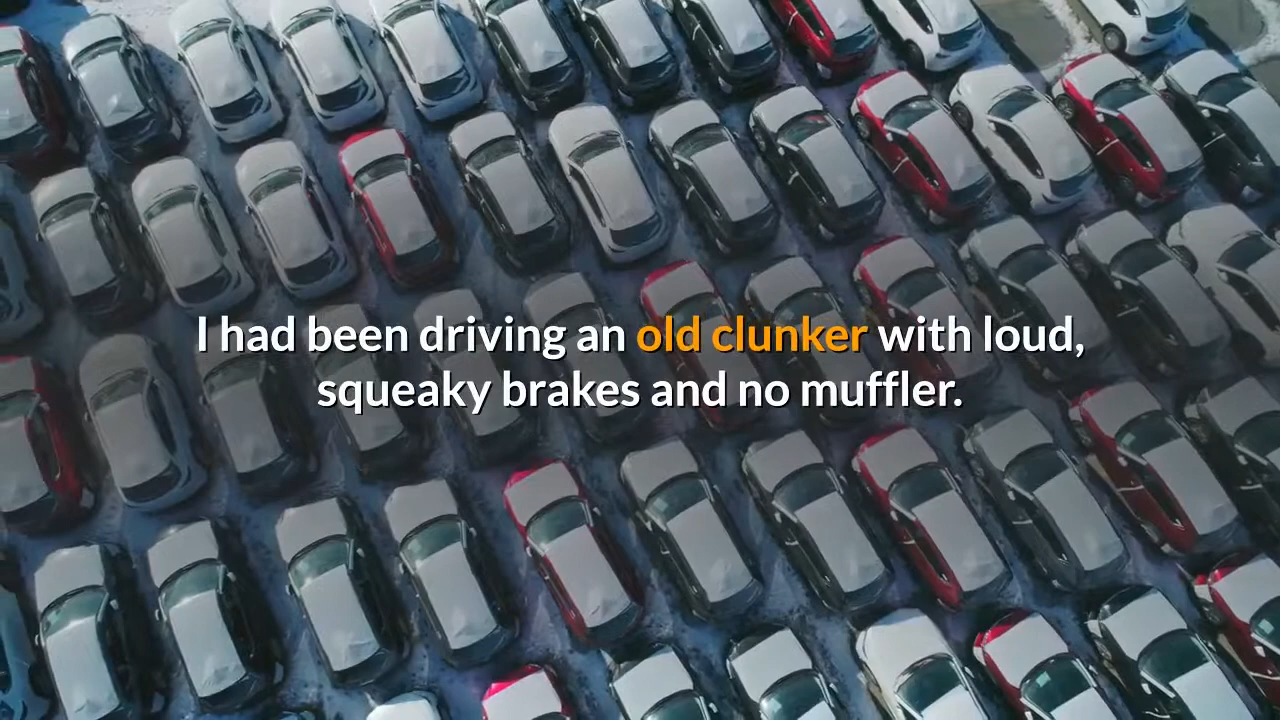 I had been driving an old clunker with loud,
squeaky brakes and no muffler.